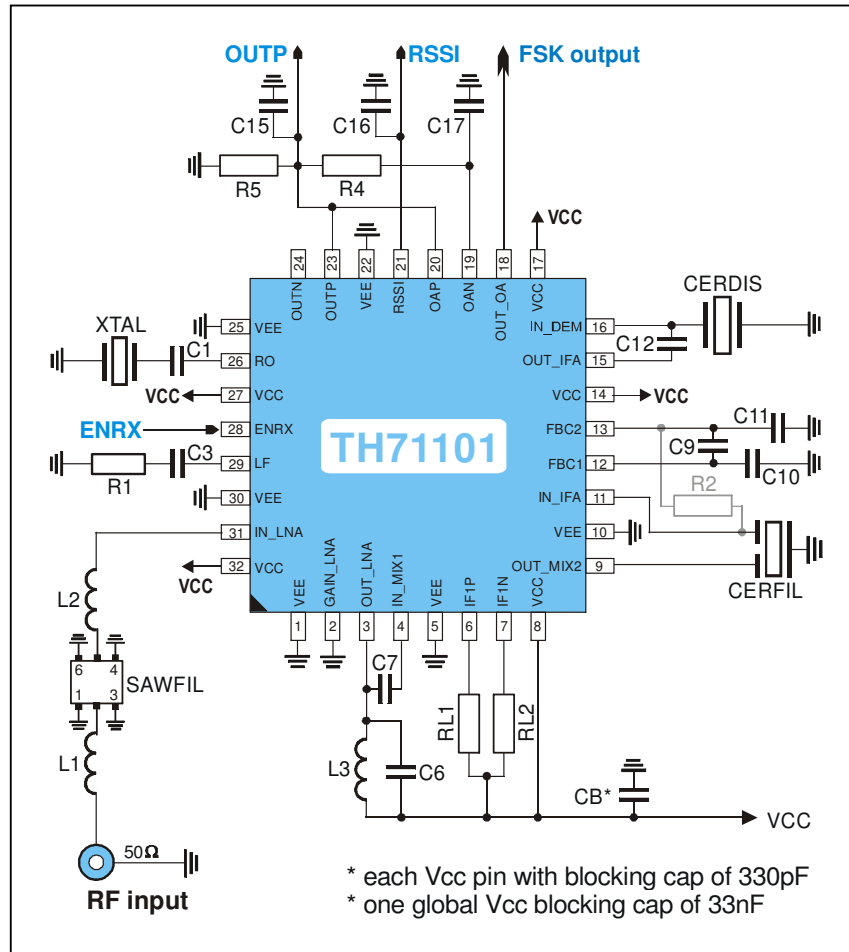 OUTP RSSI FSK output
C15 C16 C17
R5 R4
VCC
24 23 22 21 20 19 18 17
OUTN OUTP VEE RSSI OAP OAN OUT_OA VCC
CERDIS
XTAL
C1
25 VEE
26 RO
27 VCC
VCC
ENRX
28 ENRX
29 LF
C3
R1
30 VEE
31 IN_LNA
32 VCC
VCC
TH71101
IN_DEM 16
C12
OUT_IFA 15
VCC 14
VCC
C11
FBC2 13
C9
FBC1 12
C10
IN_IFA 11
R2
VEE 10
OUT_MIX2 9
CERFIL
VEE GAIN_LNA OUT_LNA IN_MIX1 VEE IF1P IF1N VCC
1 2 3 4 5 6 7 8
L2
6 4
1 3
SAWFIL
L1
C7
RL1 RL2
L3 C6
CB*
VCC
50Ω
RF input
* each Vcc pin with blocking cap of 330pF
* one global Vcc blocking cap of 33nF